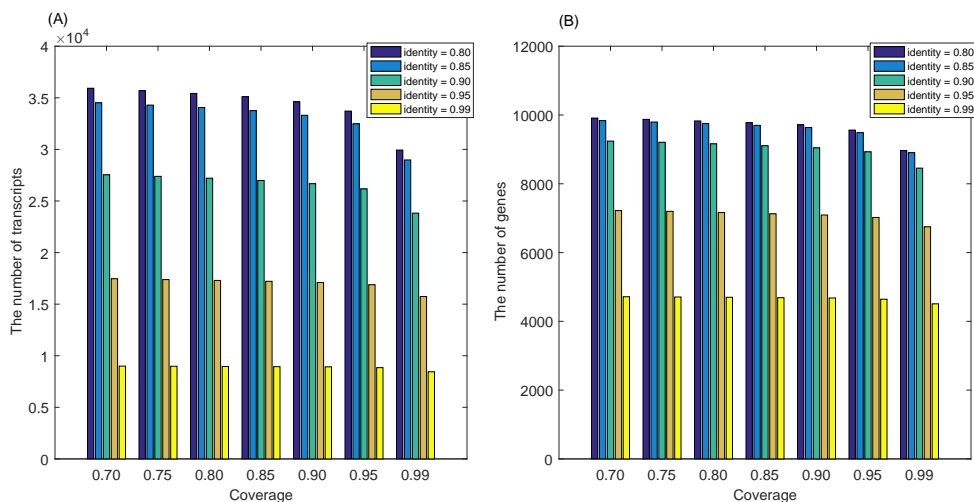 (A)
×10⁴
The number of transcripts
4
3.5
3
2.5
2
1.5
1
0.5
0
0.70 0.75 0.80 0.85 0.90 0.95 0.99
Coverage
identity = 0.80
identity = 0.85
identity = 0.90
identity = 0.95
identity = 0.99
(B)
The number of genes
12000
10000
8000
6000
4000
2000
0
0.70 0.75 0.80 0.85 0.90 0.95 0.99
Coverage
identity = 0.80
identity = 0.85
identity = 0.90
identity = 0.95
identity = 0.99